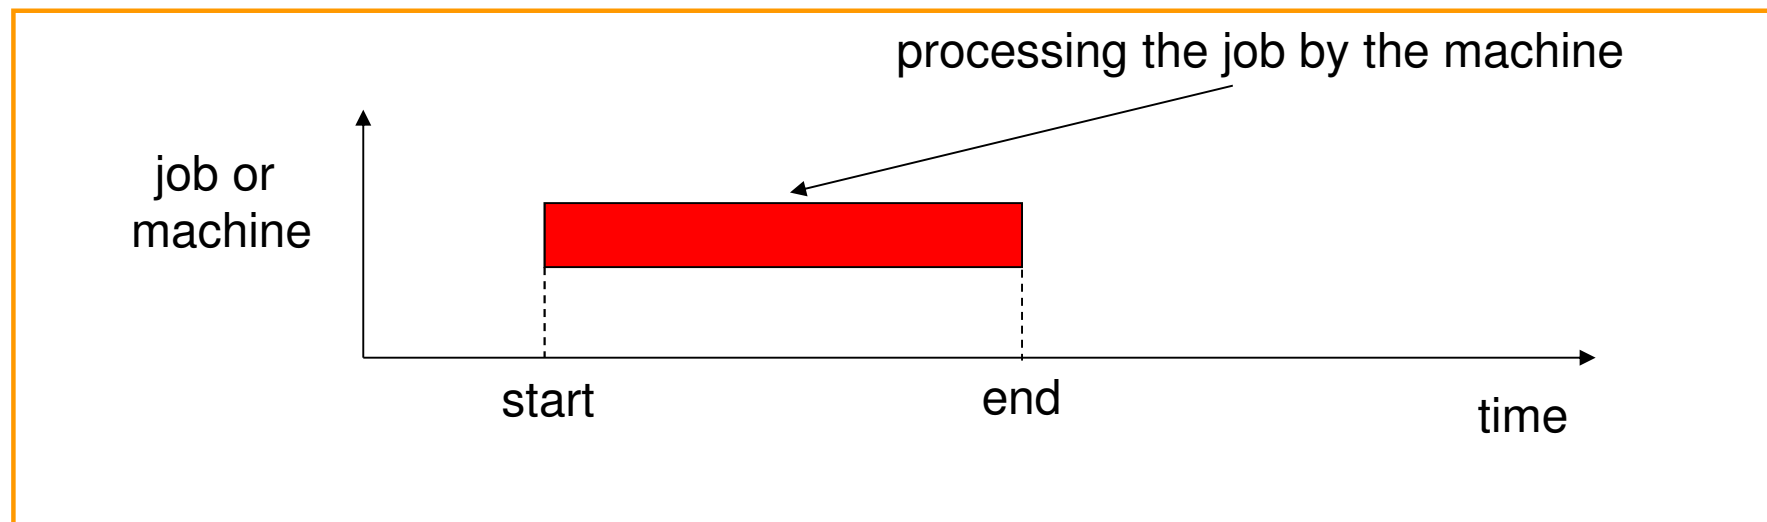 processing the job by the machine
job or
machine
start
end
time